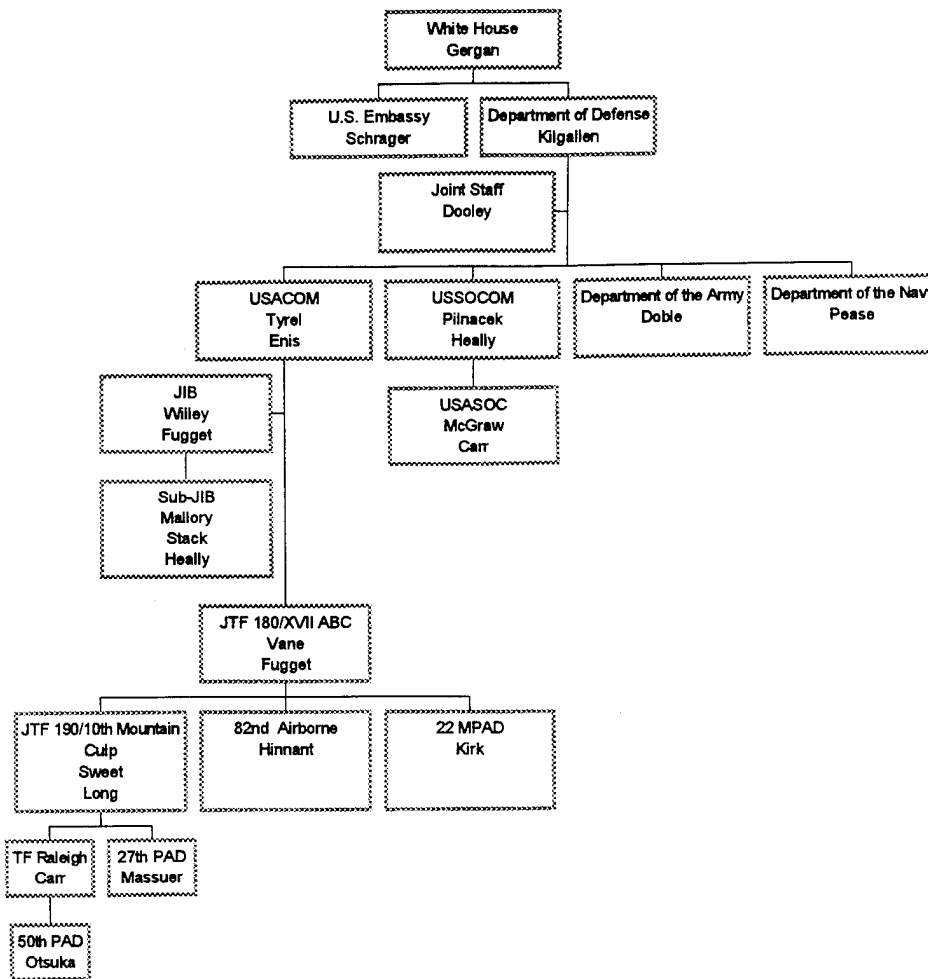 White House
Gergan
U.S. Embassy
Schrager
Department of Defense
Kilgallen
Joint Staff
Dooley
USACOM
Tyrel
Enis
USSOCOM
Pilnacek
Heally
Department of the Army
Doble
Department of the Nav
Pease
JIB
Willey
Fugget
USASOC
McGraw
Carr
Sub-JIB
Mallory
Stack
Heally
JTF 180/XVII ABC
Vane
Fugget
JTF 190/10th Mountain
Culp
Sweet
Long
82nd Airborne
Hinnant
22 MPAD
Kirk
TF Raleigh
Carr
27th PAD
Massuer
50th PAD
Otsuka